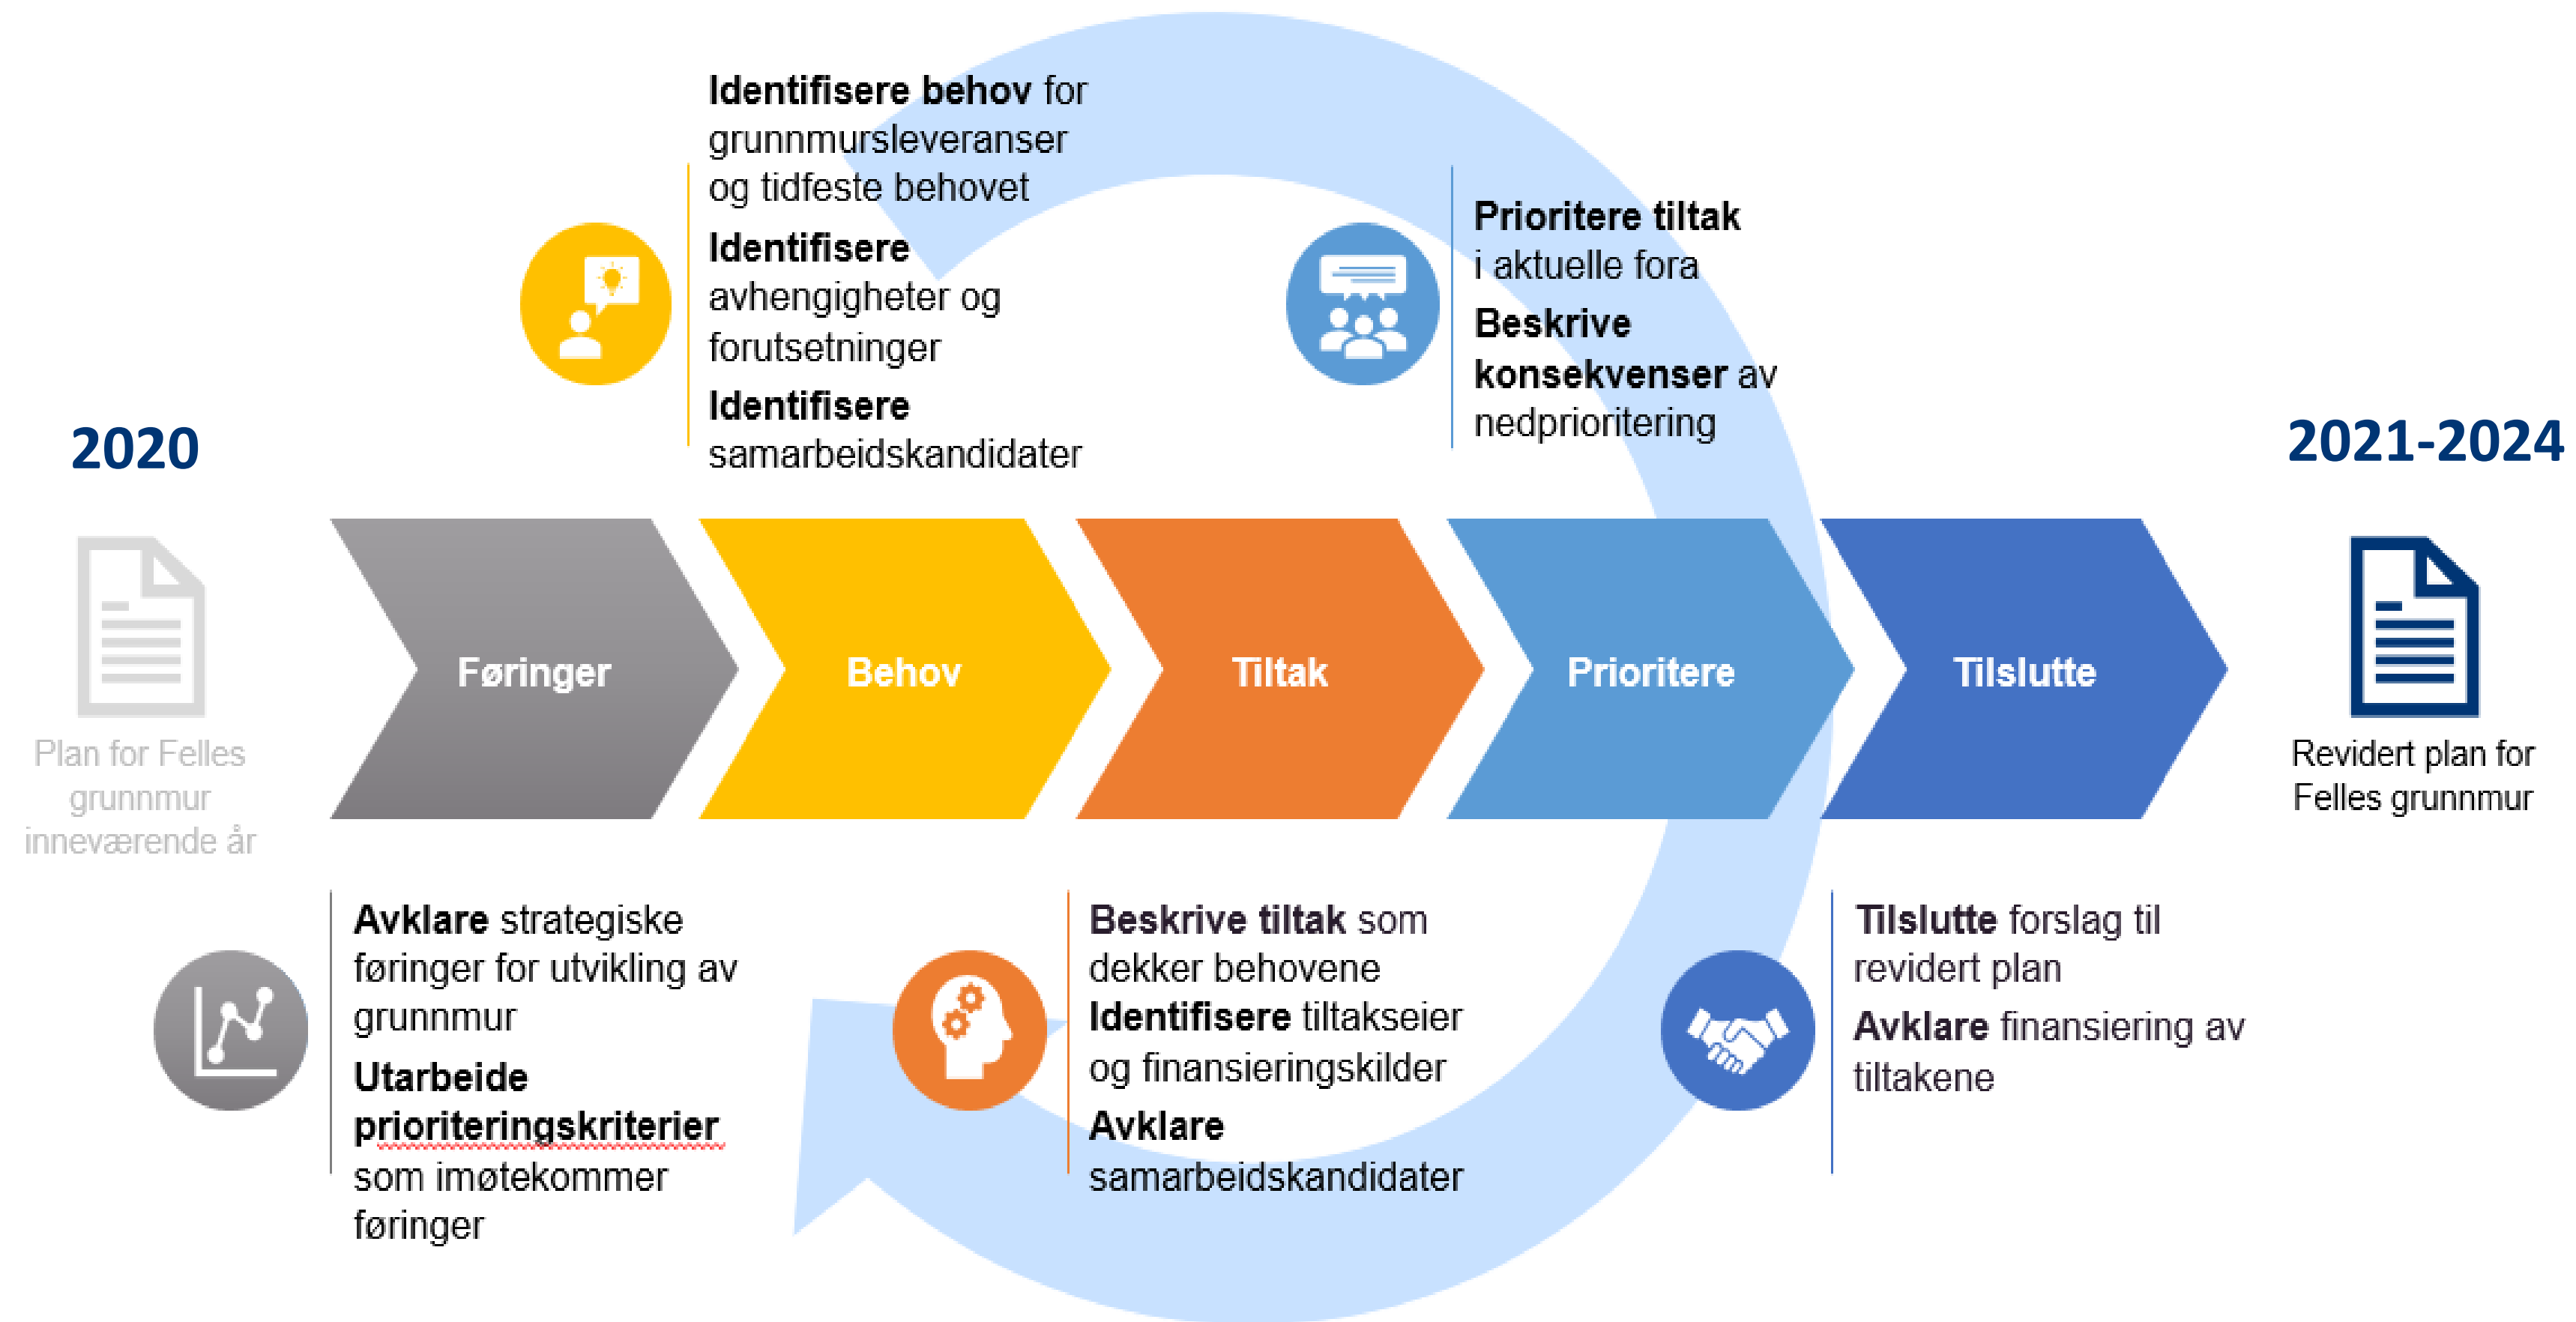 Identifisere behov for
grunnmursleveranser
og tidfeste behovet
Identifisere
avhengigheter og
forutsetninger
Identifisere
samarbeidskandidater
Prioritere tiltak
i aktuelle fora
Beskrive
konsekvenser av
nedprioritering
2020
2021-2024
Plan for Felles
grunnmur
inneværende år
Føringer
Behov
Tiltak
Prioritere
Tilslutte
Revidert plan for
Felles grunnmur
Avklare strategiske
føringer for utvikling av
grunnmur
Utarbeide
prioriteringskriterier
som imøtekommer
føringer
Beskrive tiltak som
dekker behovene
Identifisere tiltakseier
og finansieringskilder
Avklare
samarbeidskandidater
Tilslutte forslag til
revidert plan
Avklare finansiering av
tiltakene